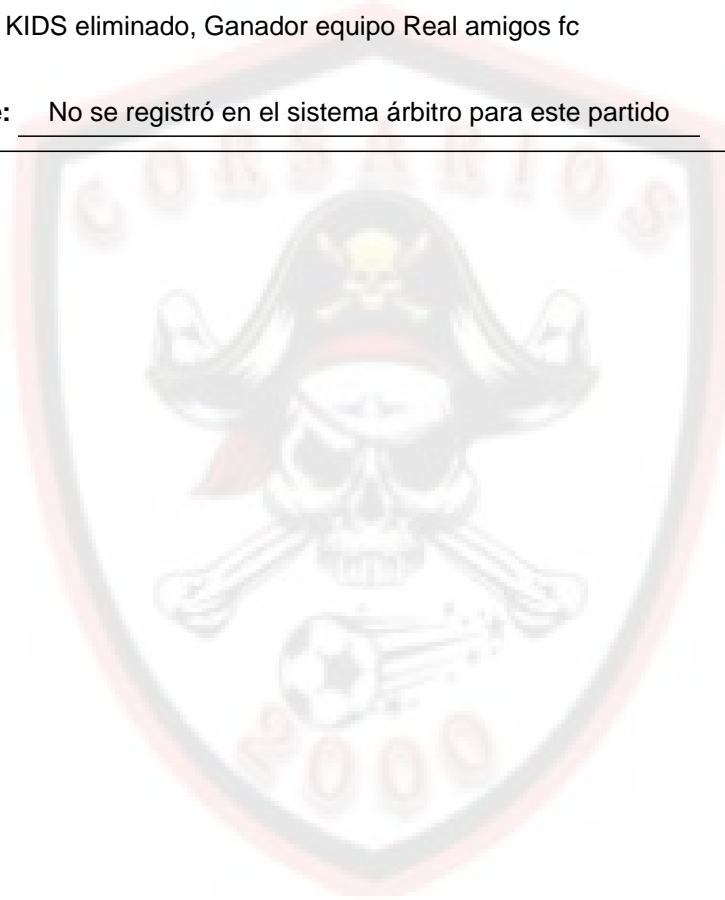 KIDS eliminado, Ganador equipo Real amigos fc
e: No se registró en el sistema árbitro para este partido
CORSARIOS
2000